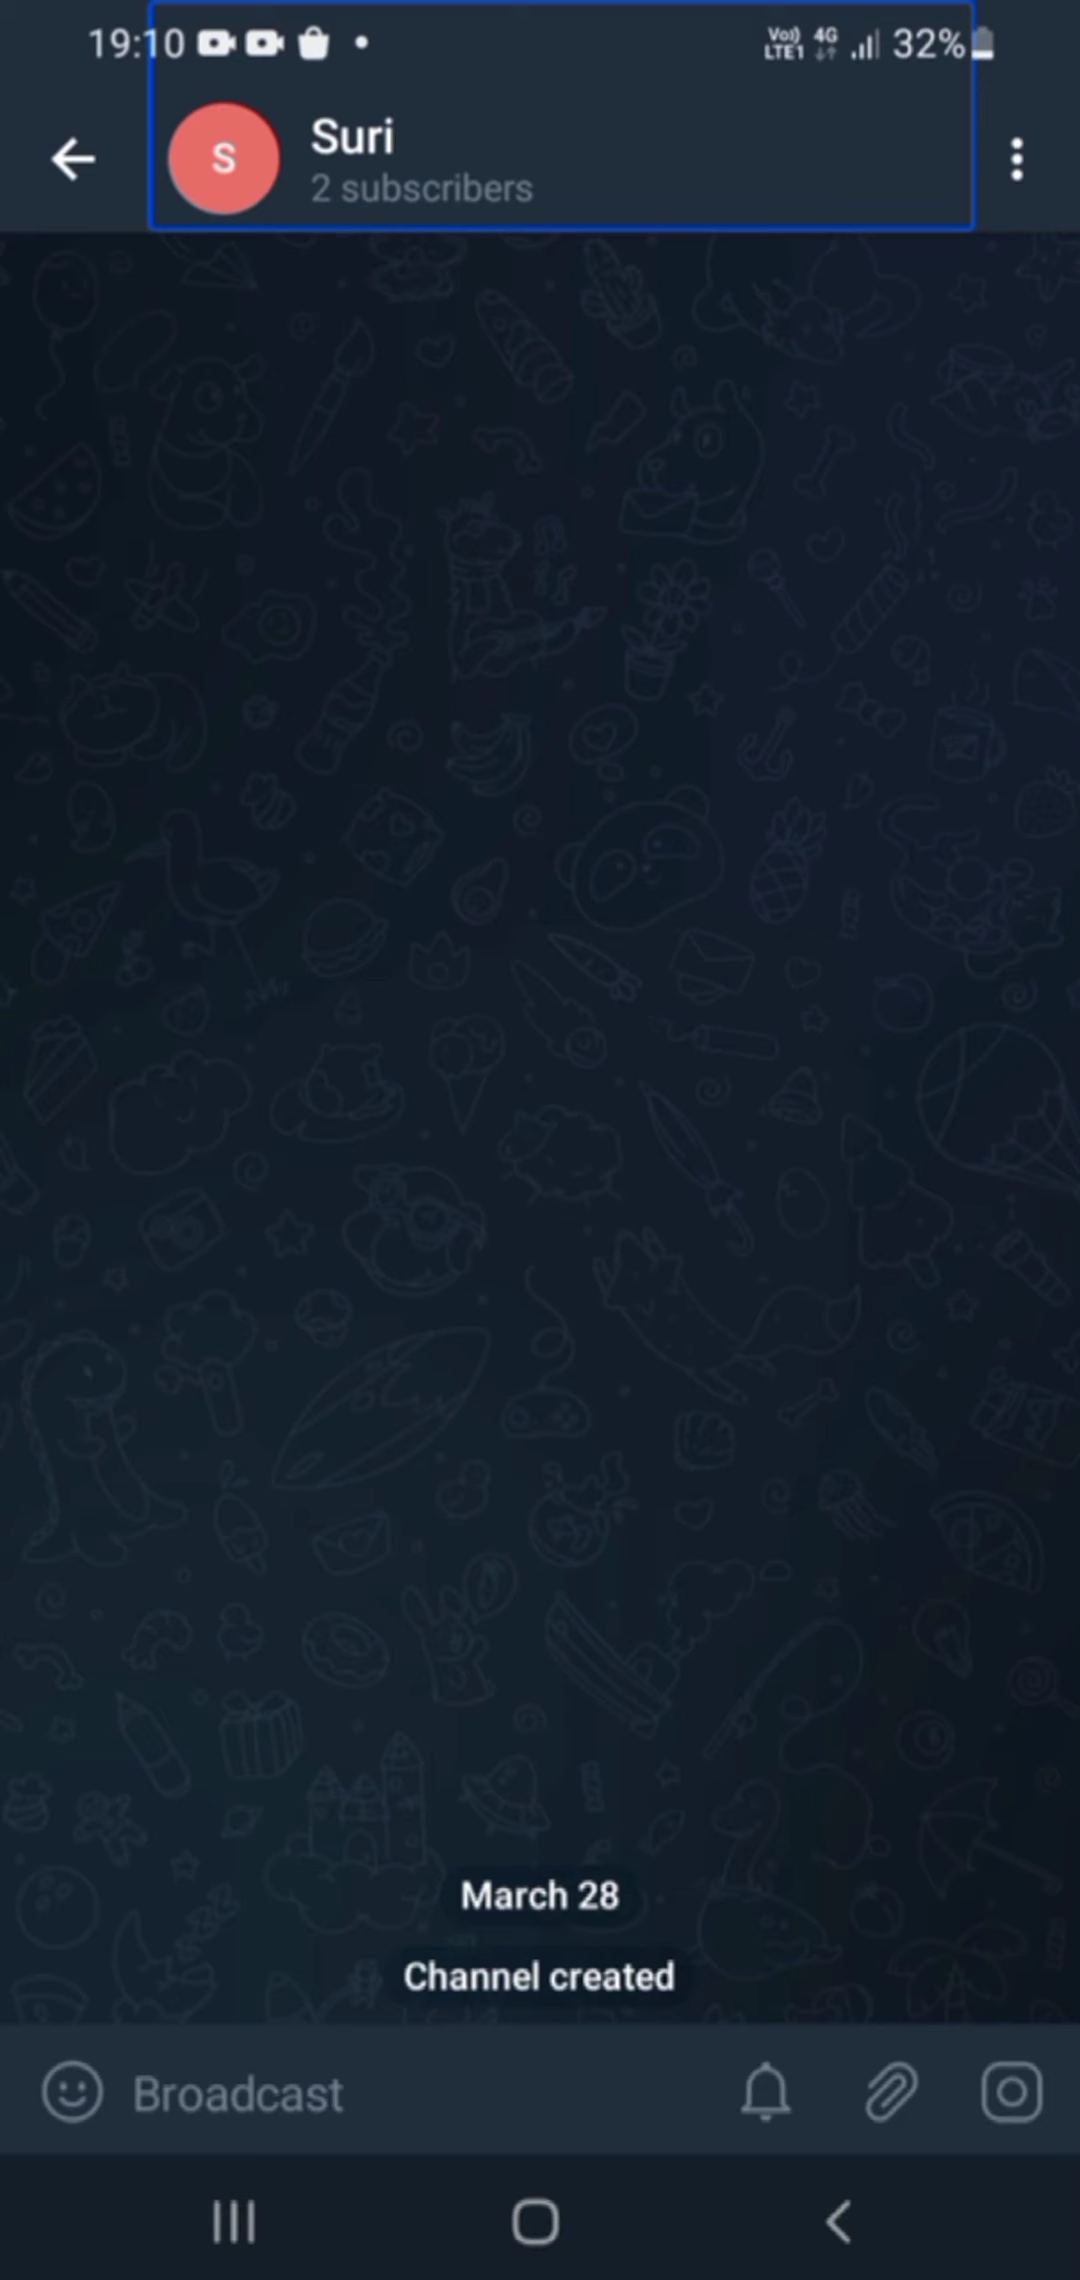 19:10
Vo) LTE1 4G 32%
S
Suri
2 subscribers
March 28
Channel created
Broadcast